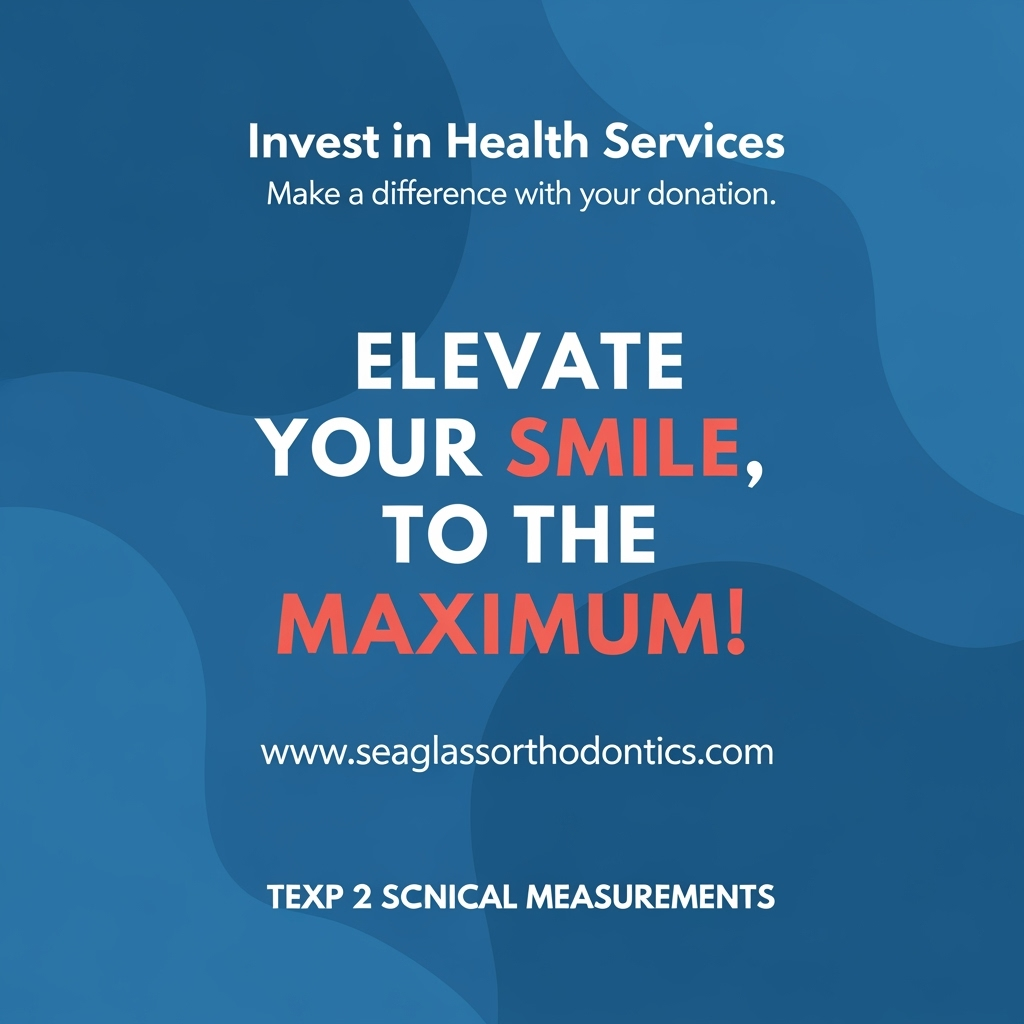 Invest in Health Services
Make a difference with your donation.
ELEVATE
YOUR SMILE,
TO THE
MAXIMUM!
www.seaglassorthodontics.com
TEXP 2 SCNICAL MEASUREMENTS